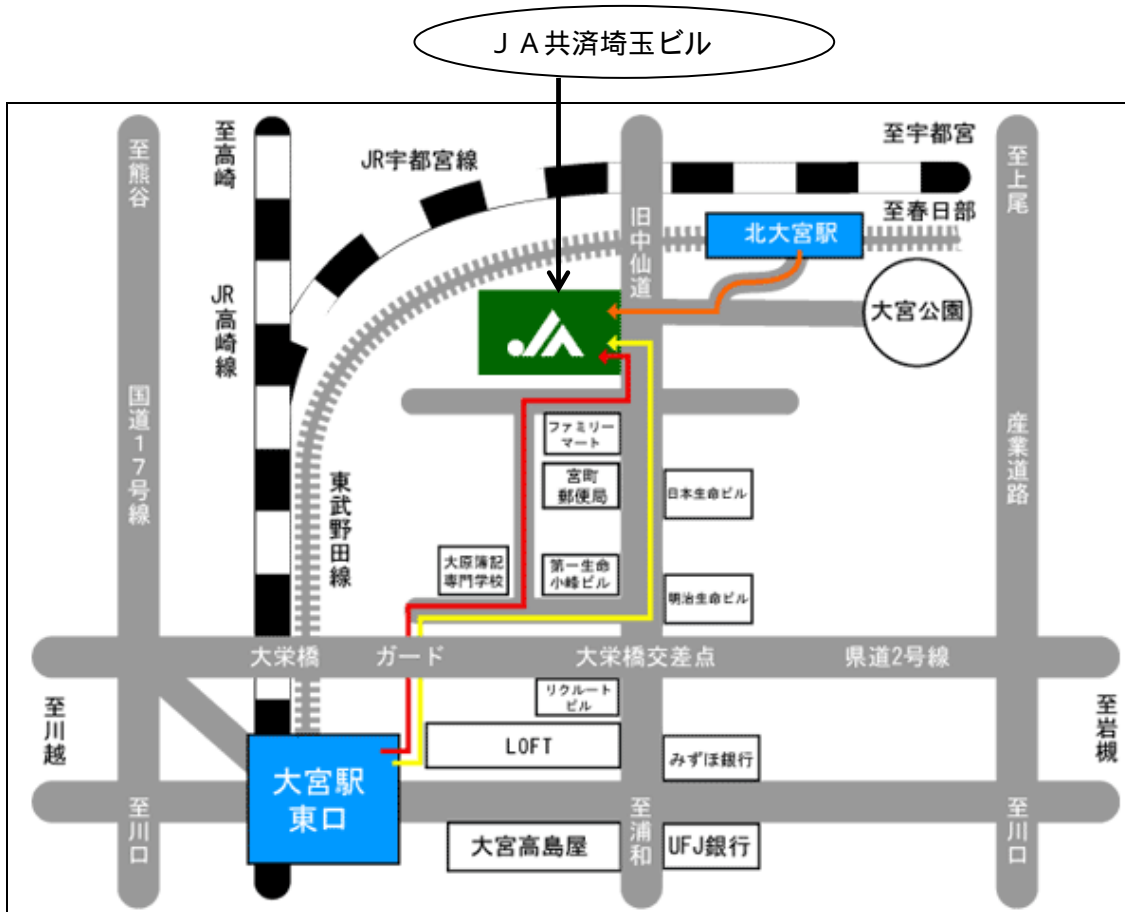 ＪＡ共済埼玉ビル
至熊谷
至高崎
JR宇都宮線
旧中仙道
至宇都宮
至春日部
至上尾
北大宮駅
大宮公園
JR高崎線
JA
国道１７号線
東武野田線
ファミリー
マート
宮町
郵便局
日本生命ビル
産業道路
大原簿記
専門学校
第一生命
小峰ビル
明治生命ビル
大栄橋
ガード
大栄橋交差点
県道2号線
至川越
リクルート
ビル
至岩槻
LOFT
みずほ銀行
大宮駅
東口
至川口
大宮高島屋
至浦和
UFJ銀行
至川口